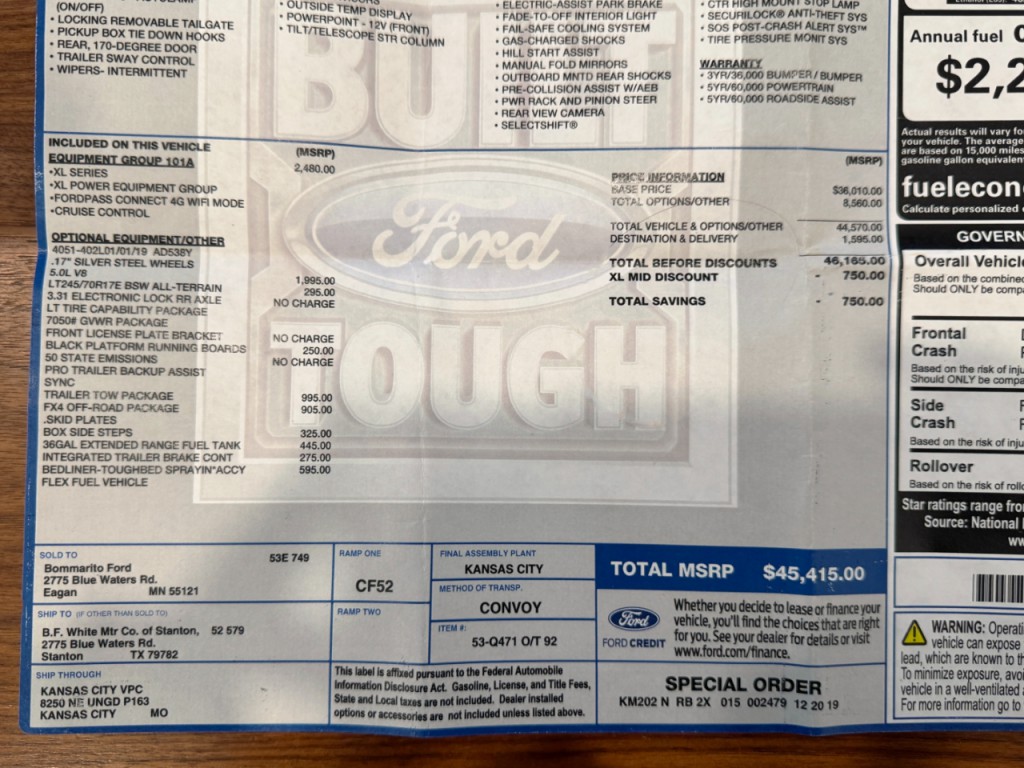 (ON/OFF)
• LOCKING REMOVABLE TAILGATE
• PICKUP BOX TIE DOWN HOOKS
• REAR, 170-DEGREE DOOR
• TRAILER SWAY CONTROL
• WIPERS- INTERMITTENT
• OUTSIDE TEMP DISPLAY
• POWERPOINT - 12V (FRONT)
• TILT/TELESCOPE STR COLUMN
• ELECTRIC-ASSIST PARK BRAKE
• FADE-TO-OFF INTERIOR LIGHT
• FAIL-SAFE COOLING SYSTEM
• GAS-CHARGED SHOCKS
• HILL START ASSIST
• MANUAL FOLD MIRRORS
• OUTBOARD MNTD REAR SHOCKS
• PRE-COLLISION ASSIST W/AEB
• PWR RACK AND PINION STEER
• REAR VIEW CAMERA
• SELECTSHIFT®
• CTR HIGH MOUNT STOP LAMP
• SECURILOCK® ANTI-THEFT SYS
• SOS POST-CRASH ALERT SYS™
• TIRE PRESSURE MONIT SYS
WARRANTY
• 3YR/36,000 BUMPER / BUMPER
• 5YR/60,000 POWERTRAIN
• 5YR/60,000 ROADSIDE ASSIST
BUILT
Ford
TOUGH
INCLUDED ON THIS VEHICLE (MSRP)
EQUIPMENT GROUP 101A 2,480.00
•XL SERIES
•XL POWER EQUIPMENT GROUP
•FORDPASS CONNECT 4G WIFI MODE
•CRUISE CONTROL
OPTIONAL EQUIPMENT/OTHER
4051-402L01/01/19 AD538Y
.17" SILVER STEEL WHEELS
5.0L V8 1,995.00
LT245/70R17E BSW ALL-TERRAIN 295.00
3.31 ELECTRONIC LOCK RR AXLE NO CHARGE
LT TIRE CAPABILITY PACKAGE
7050# GVWR PACKAGE
FRONT LICENSE PLATE BRACKET NO CHARGE
BLACK PLATFORM RUNNING BOARDS 250.00
50 STATE EMISSIONS NO CHARGE
PRO TRAILER BACKUP ASSIST
SYNC
TRAILER TOW PACKAGE 995.00
FX4 OFF-ROAD PACKAGE 905.00
.SKID PLATES
BOX SIDE STEPS 325.00
36GAL EXTENDED RANGE FUEL TANK 445.00
INTEGRATED TRAILER BRAKE CONT 275.00
BEDLINER-TOUGHBED SPRAYIN*ACCY 595.00
FLEX FUEL VEHICLE
(MSRP)
PRICE INFORMATION
BASE PRICE $36,010.00
TOTAL OPTIONS/OTHER 8,560.00
TOTAL VEHICLE & OPTIONS/OTHER 44,570.00
DESTINATION & DELIVERY 1,595.00
TOTAL BEFORE DISCOUNTS 46,165.00
XL MID DISCOUNT - 750.00
TOTAL SAVINGS - 750.00
SOLD TO 53E 749
Bommarito Ford
2775 Blue Waters Rd.
Eagan MN 55121
SHIP TO (IF OTHER THAN SOLD TO)
B.F. White Mtr Co. of Stanton, 52 579
2775 Blue Waters Rd.
Stanton TX 79782
SHIP THROUGH
KANSAS CITY VPC
8250 NE UNGD P163
KANSAS CITY MO
RAMP ONE
CF52
RAMP TWO
FINAL ASSEMBLY PLANT
KANSAS CITY
METHOD OF TRANSP.
CONVOY
ITEM #:
53-Q471 O/T 92
This label is affixed pursuant to the Federal Automobile
Information Disclosure Act. Gasoline, License, and Title Fees,
State and Local taxes are not included. Dealer installed
options or accessories are not included unless listed above.
TOTAL MSRP $45,415.00
Ford
FORD CREDIT
Whether you decide to lease or finance your
vehicle, you'll find the choices that are right
for you. See your dealer for details or visit
www.ford.com/finance.
SPECIAL ORDER
KM202 N RB 2X 015 002479 12 20 19
Annual fuel
$2,2
Actual results will vary fo
your vehicle. The average
are based on 15,000 miles
gasoline gallon equivalen
fuelecon
Calculate personalized
GOVERN
Overall Vehicl
Based on the combine
Should ONLY be compa
Frontal
Crash
Based on the risk of inju
Should ONLY be compa
Side
Crash
Based on the risk of inju
Rollover
Based on the risk of rollo
Star ratings range fro
Source: National
ww
WARNING: Operati
vehicle can expose
lead, which are known to th
To minimize exposure, avoi
vehicle in a well-ventilated a
For more information go to